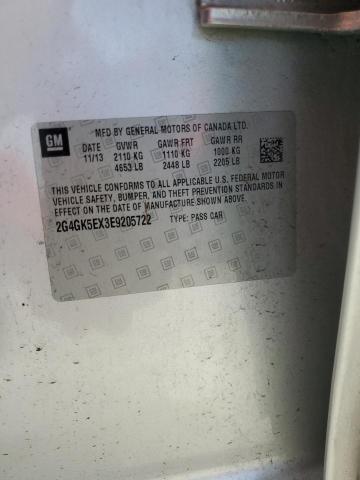 GM
MFD BY GENERAL MOTORS OF CANADA LTD.
DATE GVWR GAWR FRT GAWR RR
11/13 2110 KG 1110 KG 1000 KG
4653 LB 2448 LB 2205 LB
THIS VEHICLE CONFORMS TO ALL APPLICABLE U.S. FEDERAL MOTOR
VEHICLE SAFETY, BUMPER, AND THEFT PREVENTION STANDARDS IN
EFFECT ON THE DATE OF MANUFACTURE SHOWN ABOVE.
2G4GK5EX3E9205722 TYPE: PASS CAR